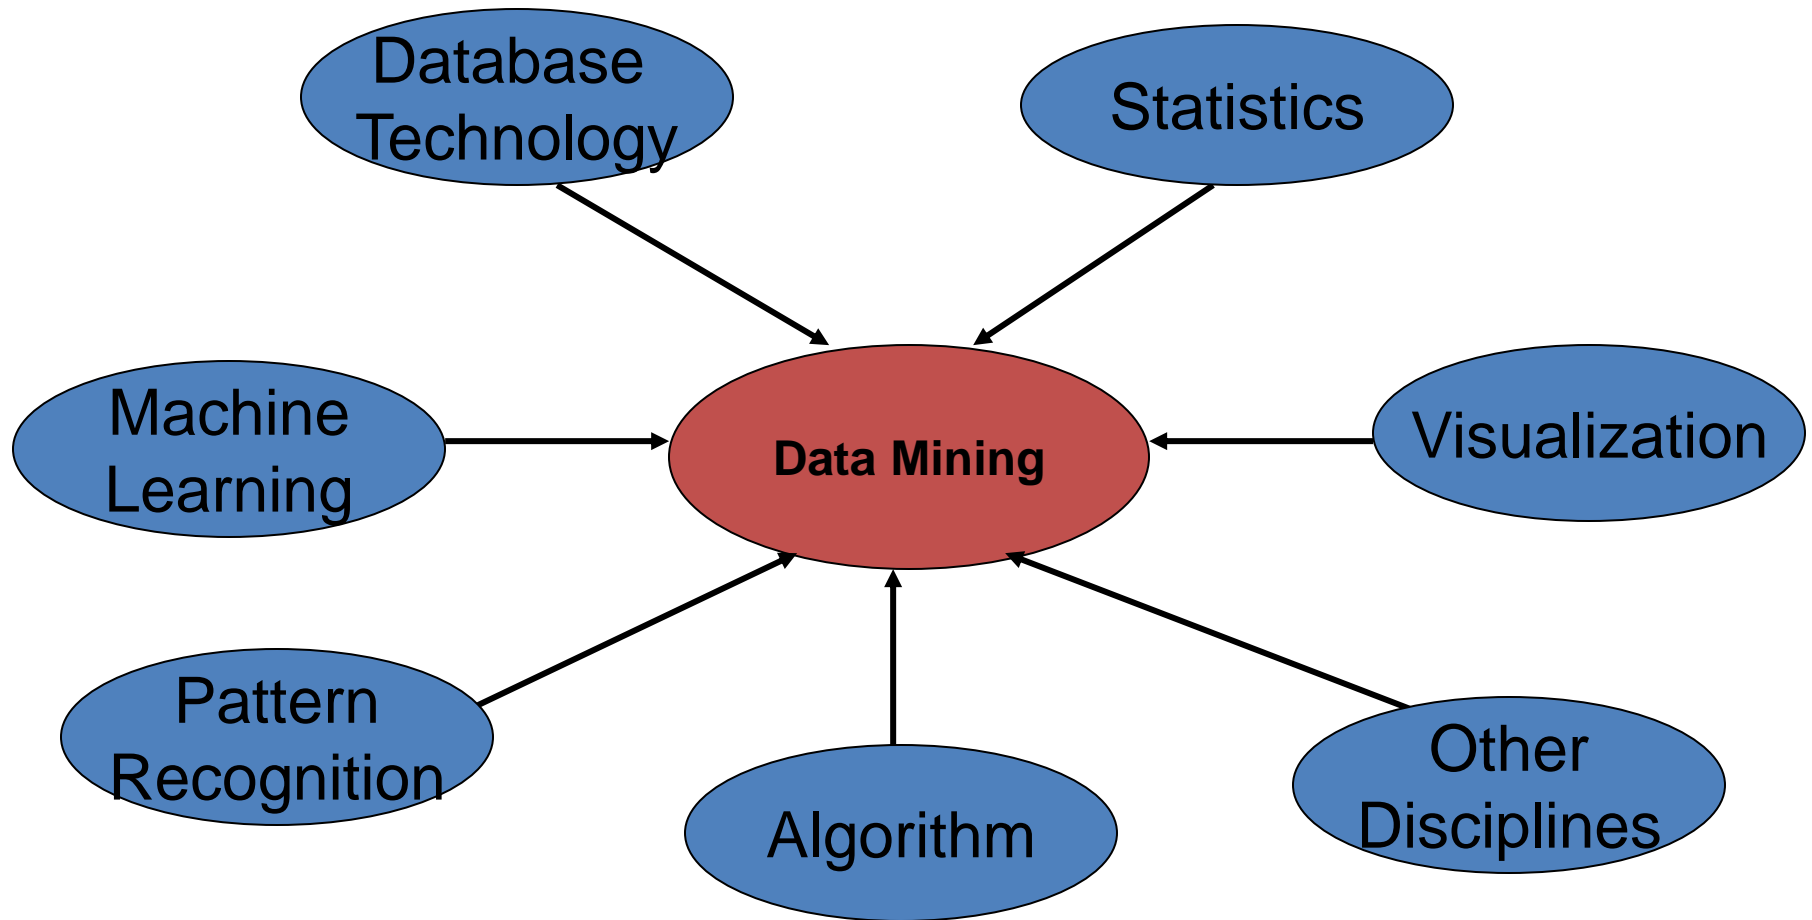 Database
Technology
Statistics
Machine
Learning
Data Mining
Visualization
Pattern
Recognition
Algorithm
Other
Disciplines